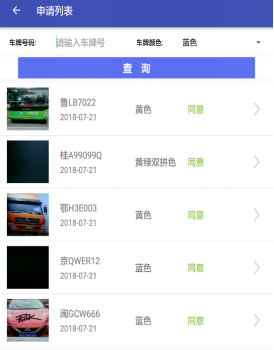 申请列表
车牌号码: 请输入车牌号 车牌颜色: 蓝色
查 询
鲁LB7022
2018-07-21
黄色
同意
桂A99099Q
2018-07-21
黄绿双拼色
同意
鄂H3E003
2018-07-21
黄色
同意
京QWER12
2018-07-21
蓝色
同意
闽GCW666
2018-07-21
蓝色
同意